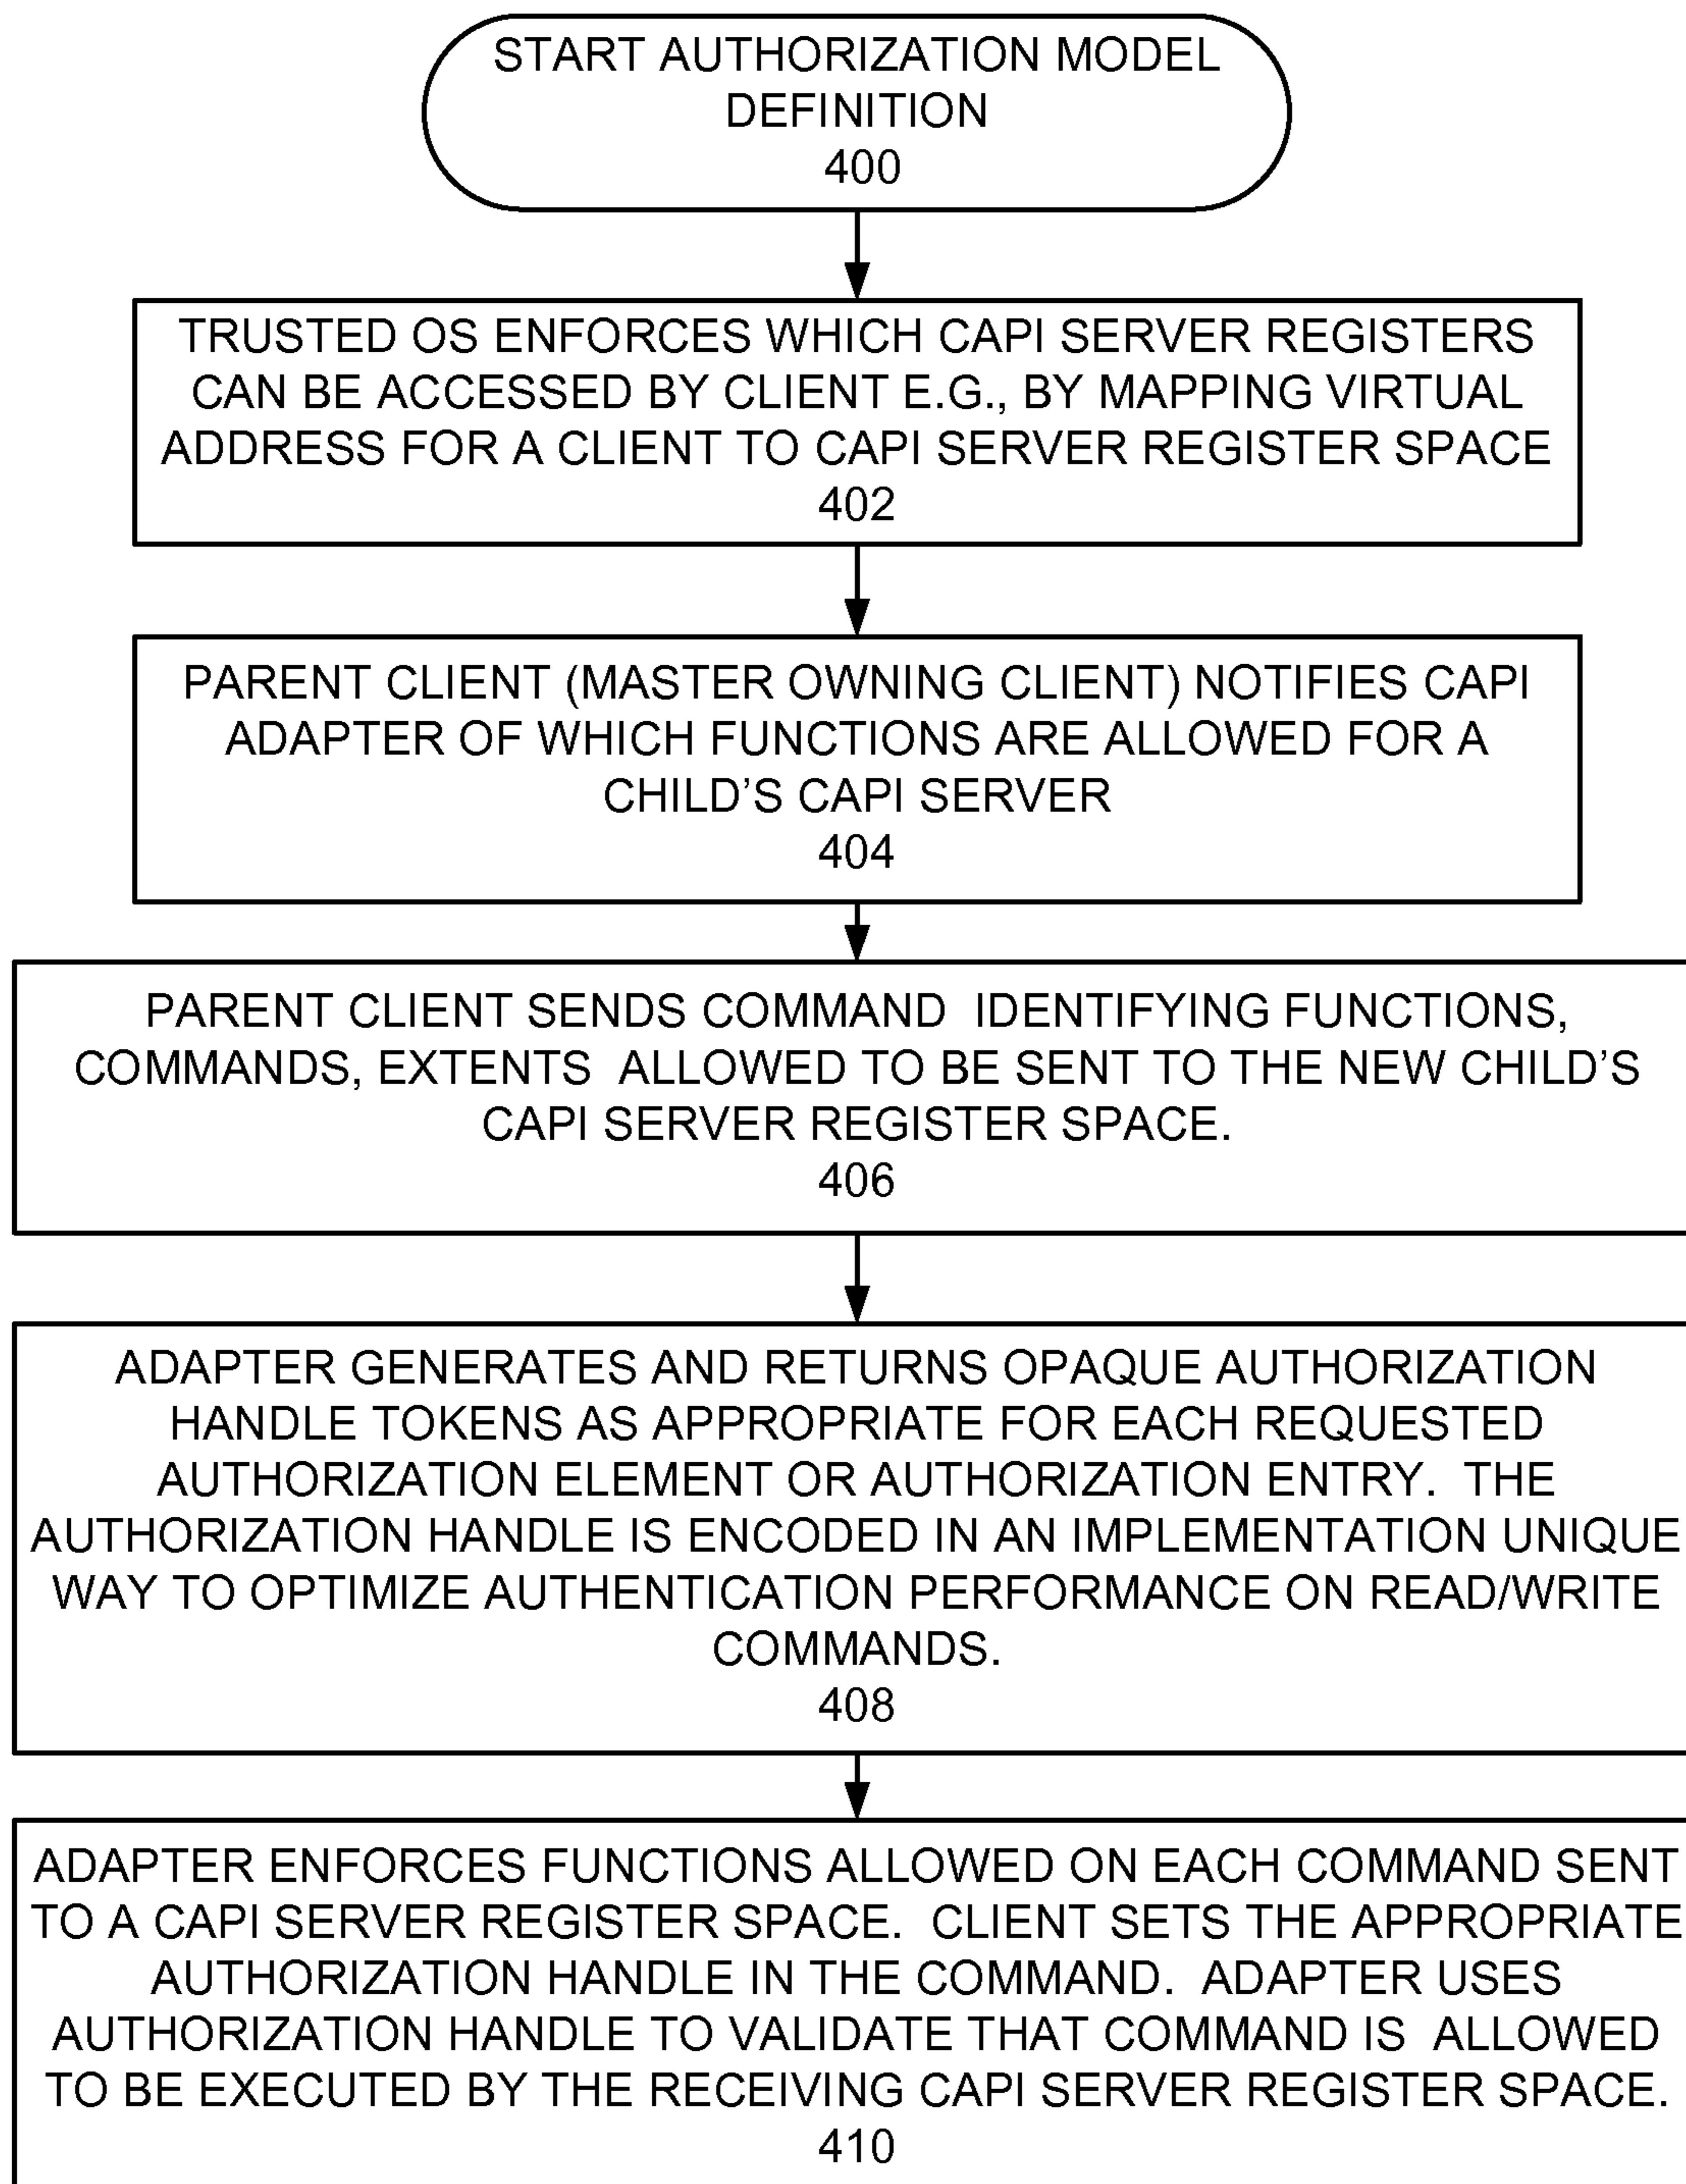 START AUTHORIZATION MODEL
DEFINITION
400
TRUSTED OS ENFORCES WHICH CAPI SERVER REGISTERS
CAN BE ACCESSED BY CLIENT E.G., BY MAPPING VIRTUAL
ADDRESS FOR A CLIENT TO CAPI SERVER REGISTER SPACE
402
PARENT CLIENT (MASTER OWNING CLIENT) NOTIFIES CAPI
ADAPTER OF WHICH FUNCTIONS ARE ALLOWED FOR A
CHILD’S CAPI SERVER
404
PARENT CLIENT SENDS COMMAND  IDENTIFYING FUNCTIONS,
COMMANDS, EXTENTS  ALLOWED TO BE SENT TO THE NEW CHILD’S
CAPI SERVER REGISTER SPACE.
406
ADAPTER GENERATES AND RETURNS OPAQUE AUTHORIZATION
HANDLE TOKENS AS APPROPRIATE FOR EACH REQUESTED
AUTHORIZATION ELEMENT OR AUTHORIZATION ENTRY.  THE
AUTHORIZATION HANDLE IS ENCODED IN AN IMPLEMENTATION UNIQUE
WAY TO OPTIMIZE AUTHENTICATION PERFORMANCE ON READ/WRITE
COMMANDS.
408
ADAPTER ENFORCES FUNCTIONS ALLOWED ON EACH COMMAND SENT
TO A CAPI SERVER REGISTER SPACE.  CLIENT SETS THE APPROPRIATE
AUTHORIZATION HANDLE IN THE COMMAND.  ADAPTER USES
AUTHORIZATION HANDLE TO VALIDATE THAT COMMAND IS  ALLOWED
TO BE EXECUTED BY THE RECEIVING CAPI SERVER REGISTER SPACE.
410